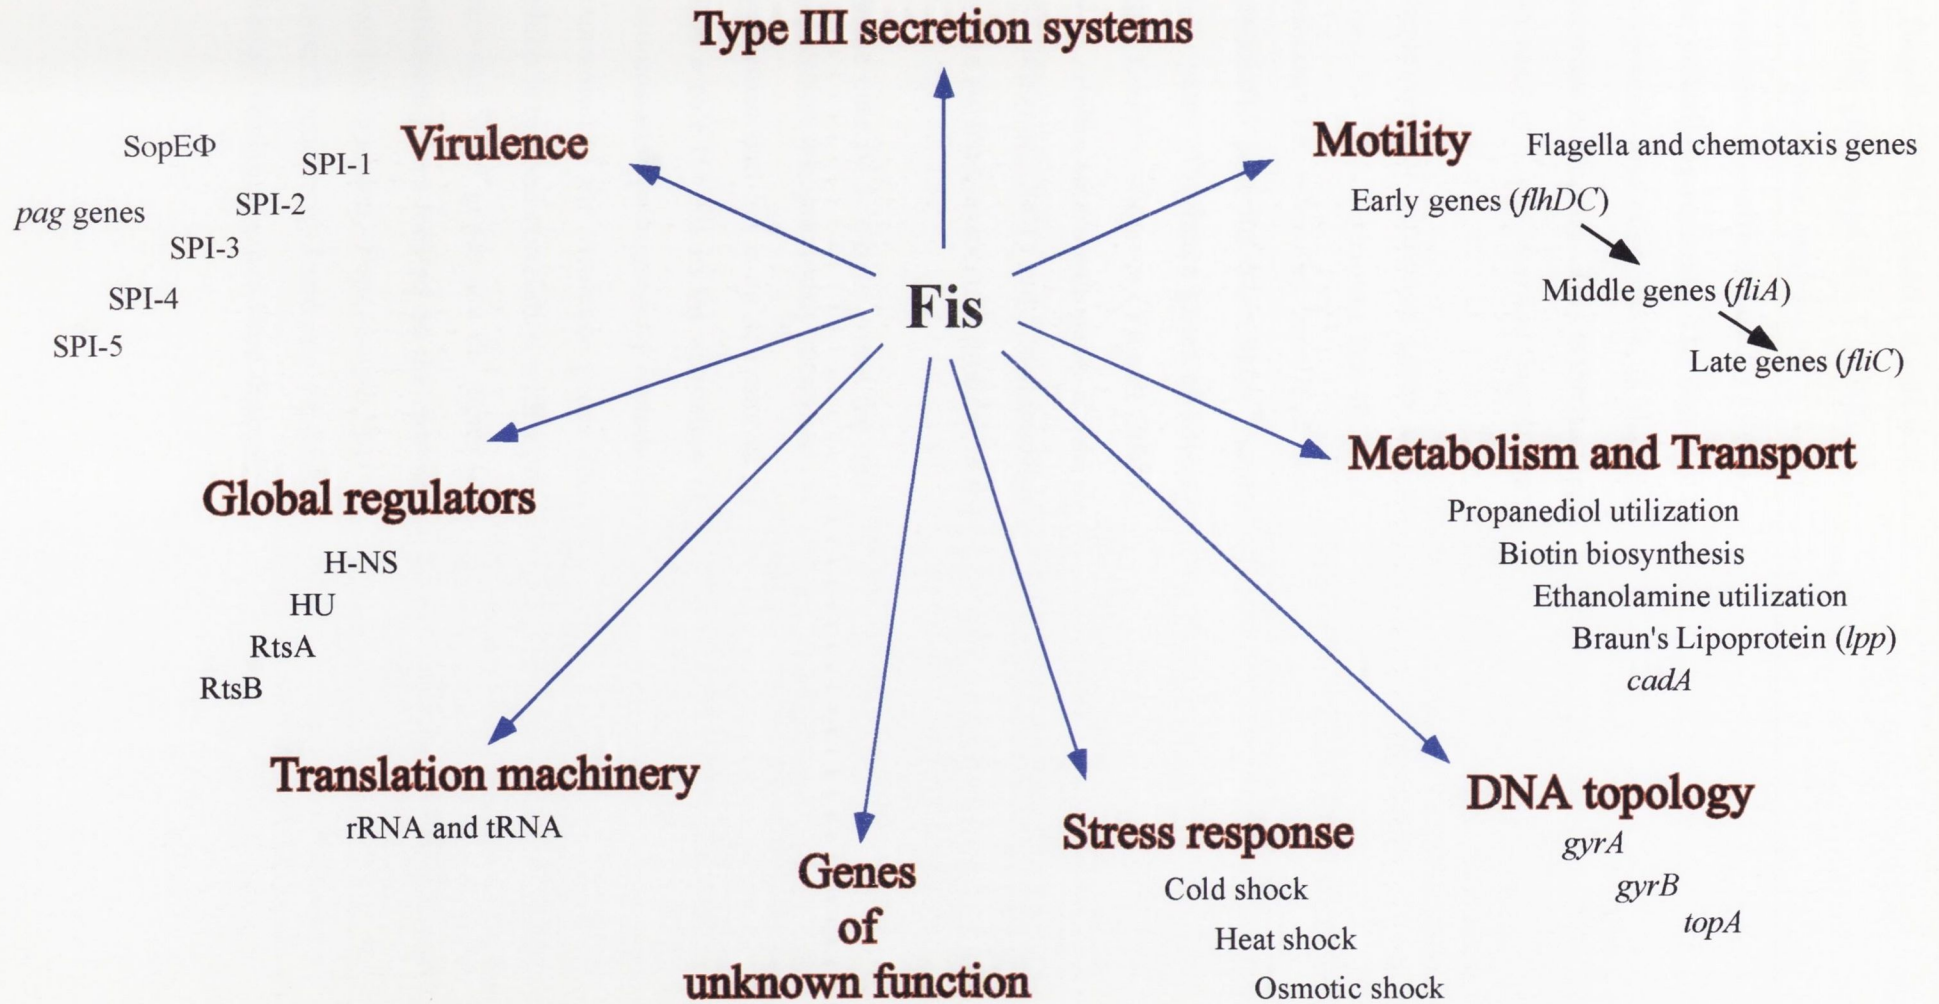 Type III secretion systems
Virulence
SopEΦ
SPI-1
pag genes
SPI-2
SPI-3
SPI-4
SPI-5
Motility
Flagella and chemotaxis genes
Early genes (flhDC)
Middle genes (fliA)
Late genes (fliC)
Fis
Global regulators
H-NS
HU
RtsA
RtsB
Metabolism and Transport
Propanediol utilization
Biotin biosynthesis
Ethanolamine utilization
Braun's Lipoprotein (lpp)
cadA
Translation machinery
rRNA and tRNA
Genes
of
unknown function
Stress response
Cold shock
Heat shock
Osmotic shock
DNA topology
gyrA
gyrB
topA